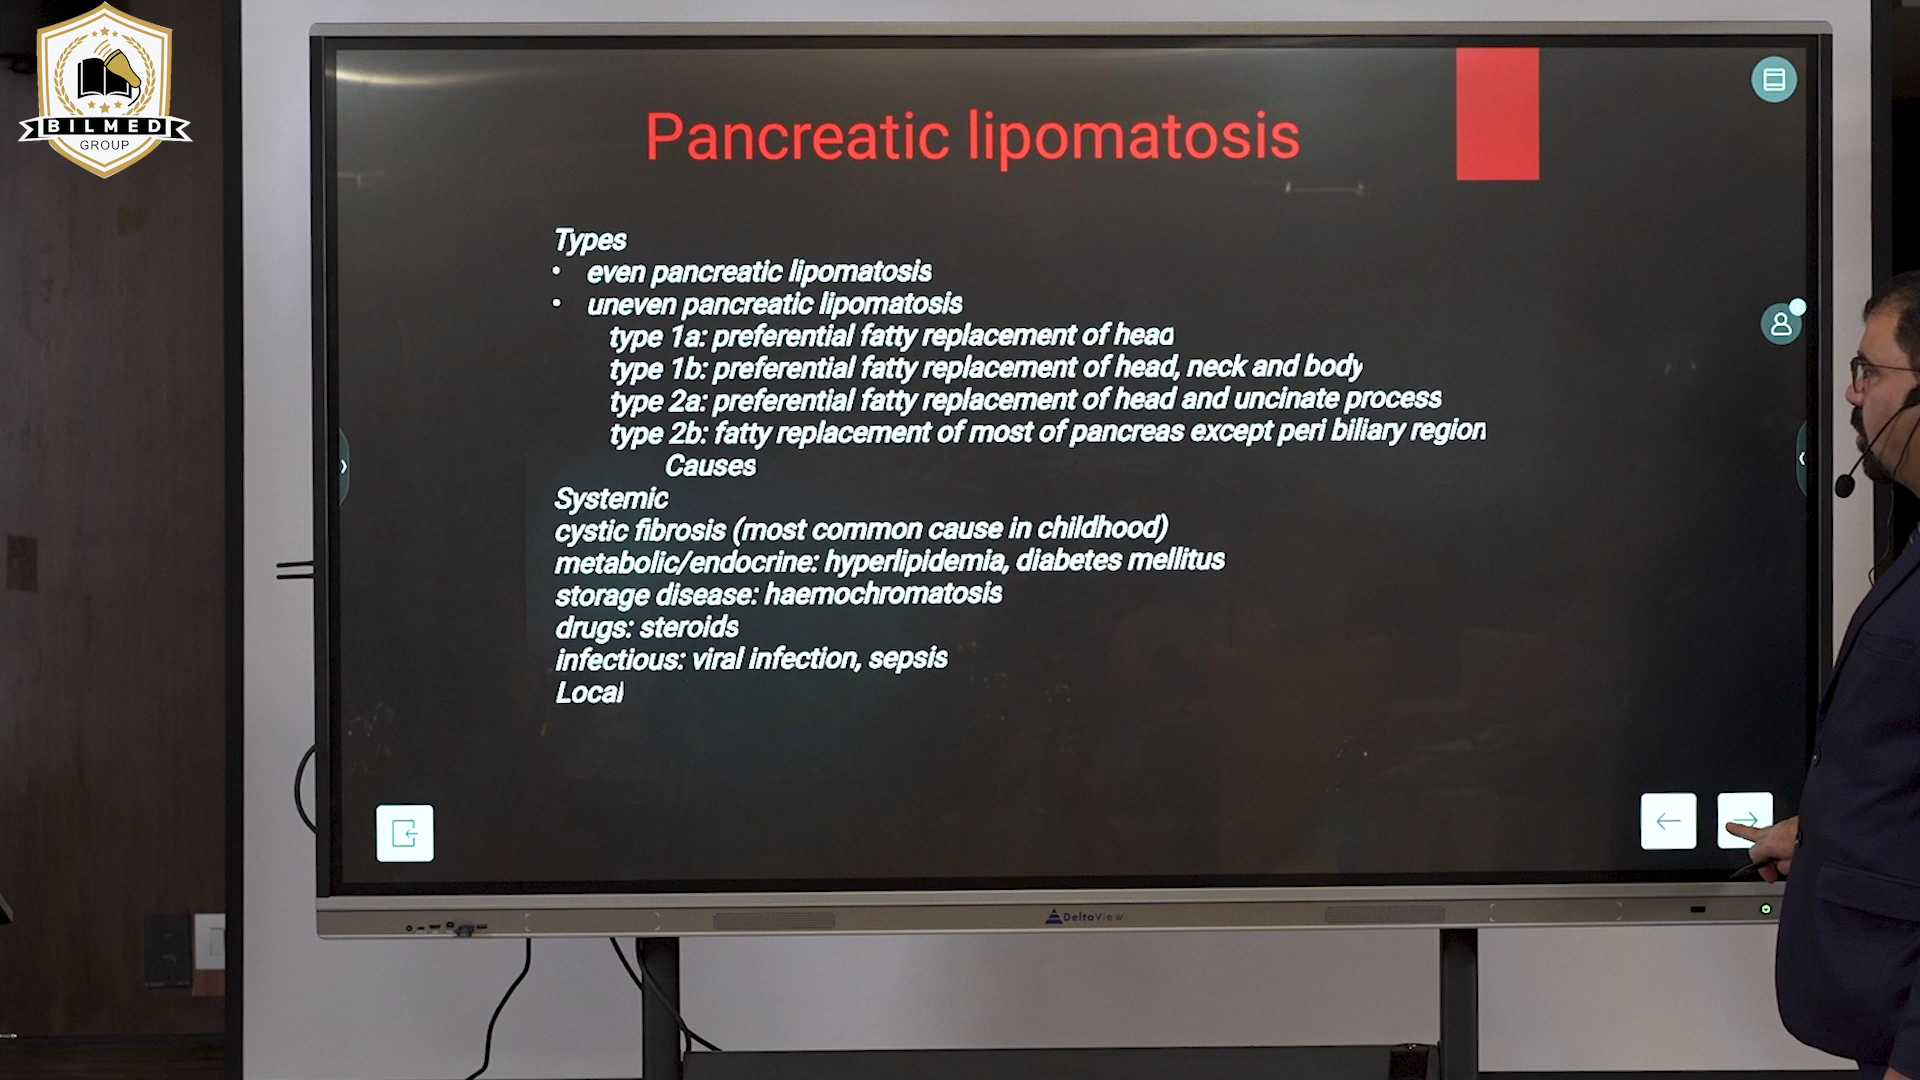 BILMED
GROUP
Pancreatic lipomatosis
Types
• even pancreatic lipomatosis
• uneven pancreatic lipomatosis
type 1a: preferential fatty replacement of head
type 1b: preferential fatty replacement of head, neck and body
type 2a: preferential fatty replacement of head and uncinate process
type 2b: fatty replacement of most of pancreas except peri biliary region
Causes
Systemic
cystic fibrosis (most common cause in childhood)
metabolic/endocrine: hyperlipidemia, diabetes mellitus
storage disease: haemochromatosis
drugs: steroids
infectious: viral infection, sepsis
Local
DeltaView